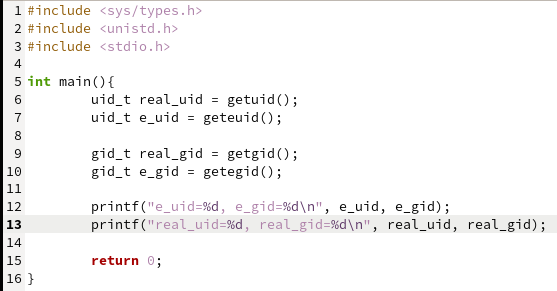 1 #include <sys/types.h>
2 #include <unistd.h>
3 #include <stdio.h>
4
5 int main(){
6         uid_t real_uid = getuid();
7         uid_t e_uid = geteuid();
8
9         gid_t real_gid = getgid();
10         gid_t e_gid = getegid();
11
12         printf("e_uid=%d, e_gid=%d\n", e_uid, e_gid);
13         printf("real_uid=%d, real_gid=%d\n", real_uid, real_gid);
14
15         return 0;
16 }